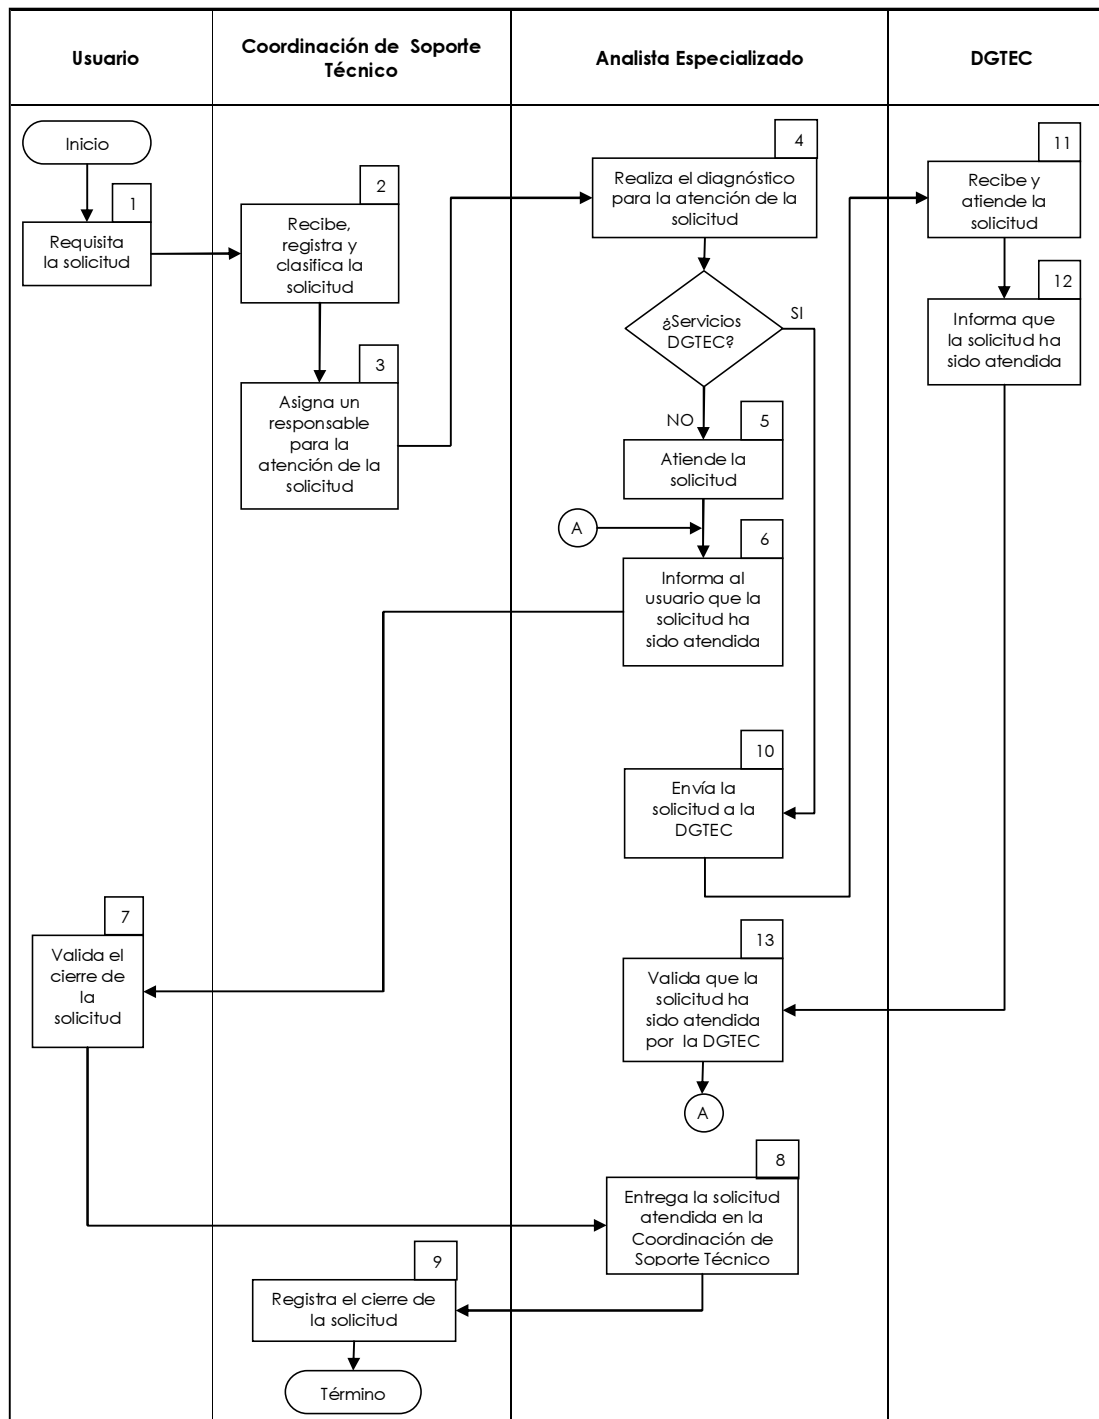 Usuario
Coordinación de Soporte
Técnico
Analista Especializado
DGTEC
Inicio
1
Requisita
la solicitud
2
Recibe,
registra y
clasifica la
solicitud
3
Asigna un
responsable
para la
atención de la
solicitud
4
Realiza el diagnóstico
para la atención de la
solicitud
¿Servicios
DGTEC?
SI
NO
5
Atiende la
solicitud
A
6
Informa al
usuario que la
solicitud ha
sido atendida
10
Envía la
solicitud a la
DGTEC
11
Recibe y
atiende la
solicitud
12
Informa que
la solicitud ha
sido atendida
7
Valida el
cierre de
la
solicitud
13
Valida que la
solicitud ha
sido atendida
por la DGTEC
A
8
Entrega la solicitud
atendida en la
Coordinación de
Soporte Técnico
9
Registra el cierre de
la solicitud
Término